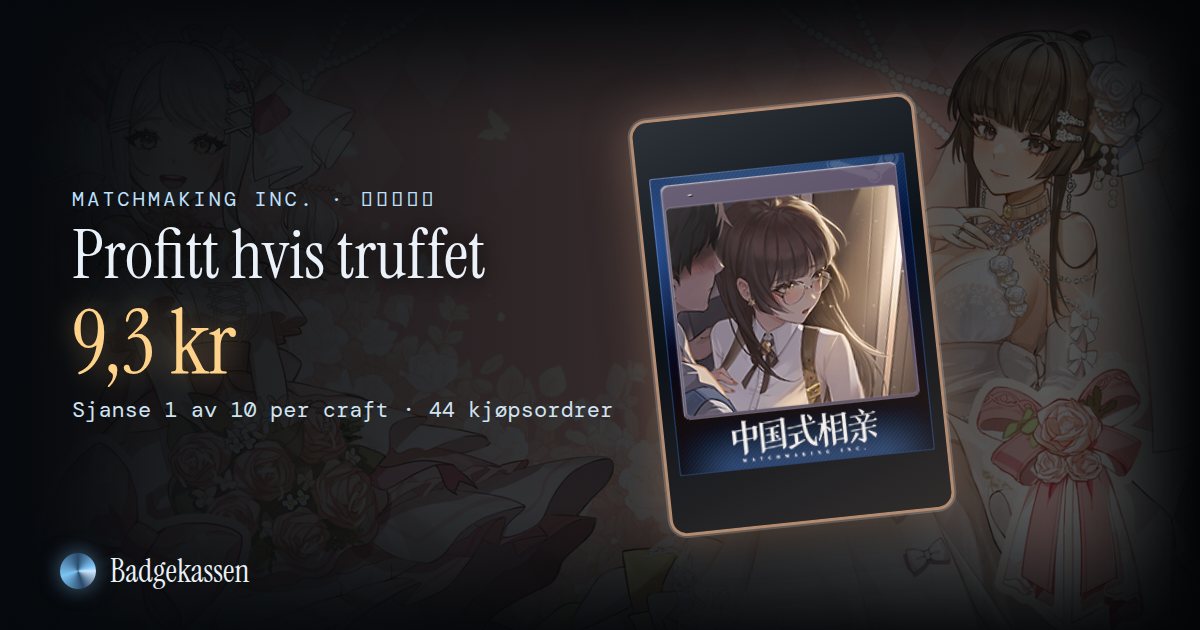 MATCHMAKING INC. · 
Profitt hvis truffet
9,3 kr
Sjanse 1 av 10 per craft · 44 kjøpsordrer
中国式相亲
MATCHMAKING INC.
Badgekassen